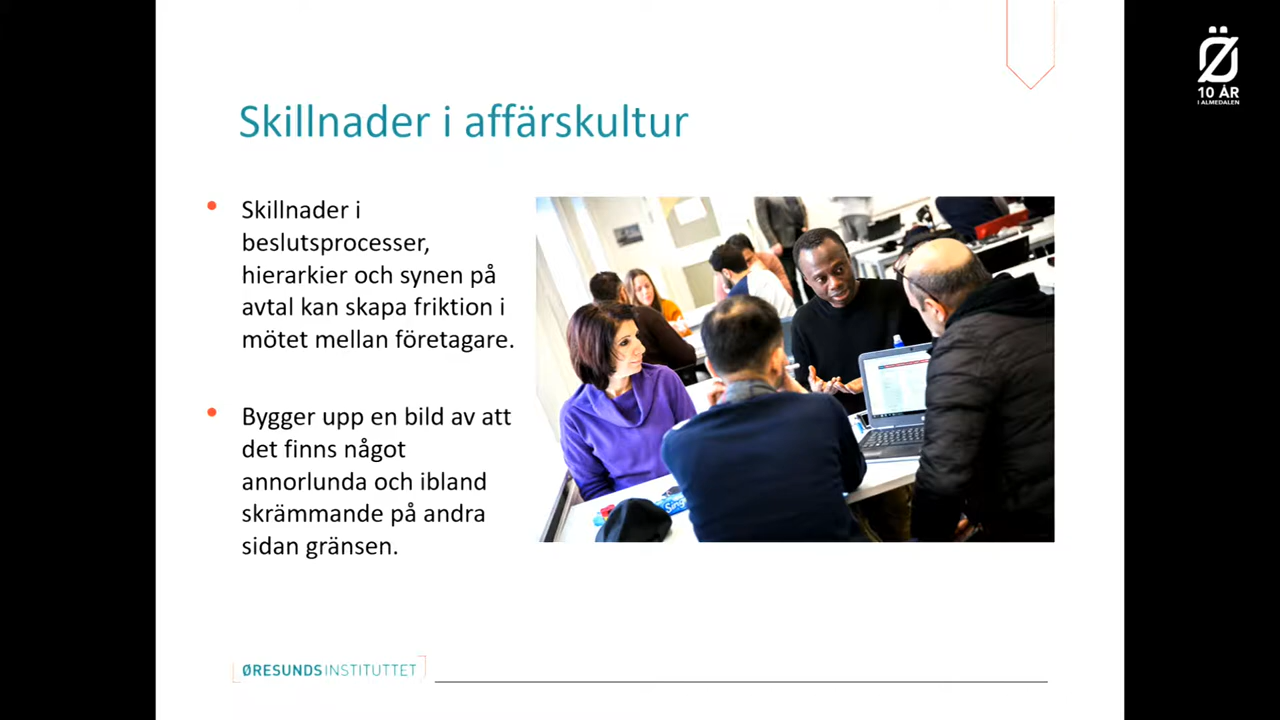 Ö
10 ÅR
I ALMEDALEN
Skillnader i affärskultur
• Skillnader i
beslutsprocesser,
hierarkier och synen på
avtal kan skapa friktion i
mötet mellan företagare.
• Bygger upp en bild av att
det finns något
annorlunda och ibland
skrämmande på andra
sidan gränsen.
ØRESUNDSINSTITUTTET